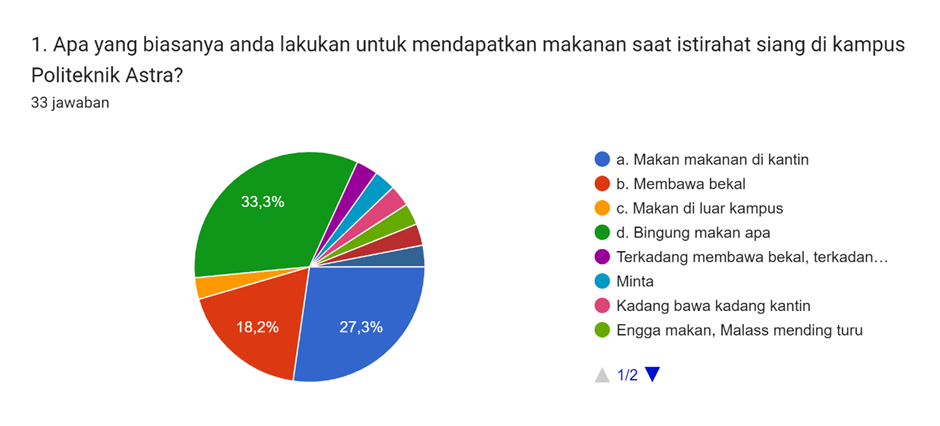 1. Apa yang biasanya anda lakukan untuk mendapatkan makanan saat istirahat siang di kampus
Politeknik Astra?
33 jawaban
33,3%
18,2%
27,3%
a. Makan makanan di kantin
b. Membawa bekal
c. Makan di luar kampus
d. Bingung makan apa
Terkadang membawa bekal, terkadan...
Minta
Kadang bawa kadang kantin
Engga makan, Malass mending turu
1/2